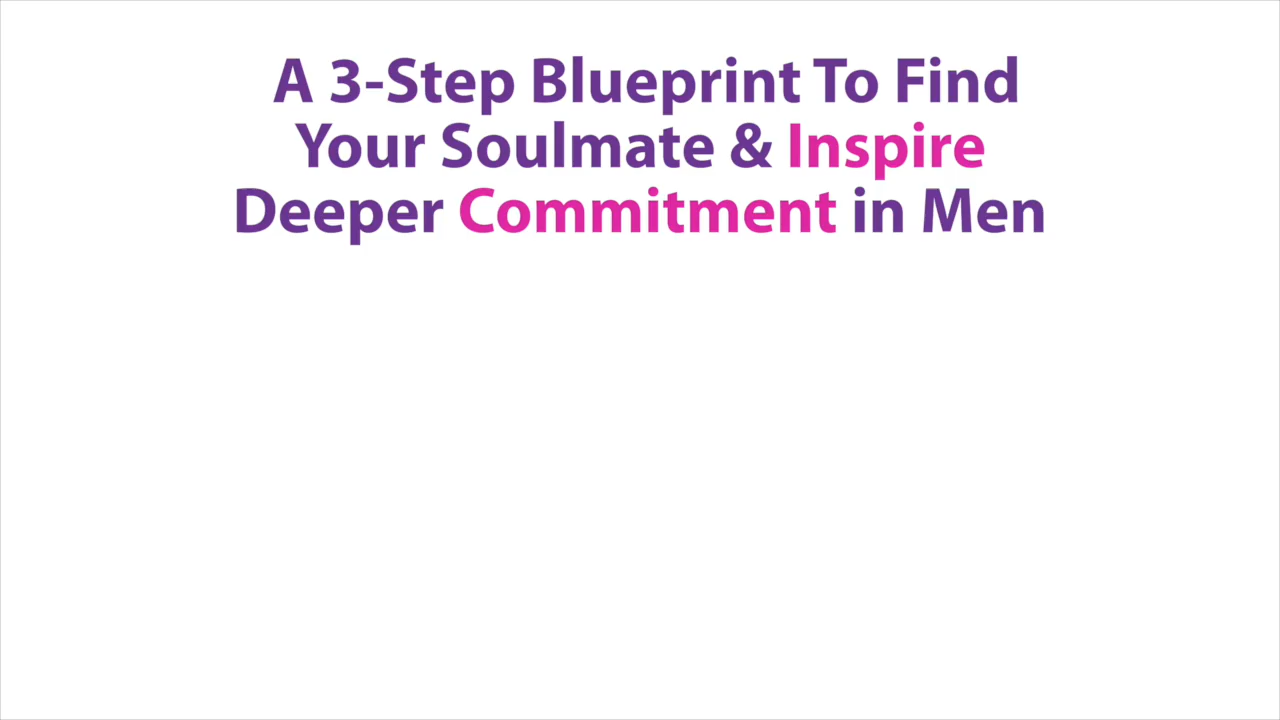 A 3-Step Blueprint To Find
Your Soulmate & Inspire
Deeper Commitment in Men